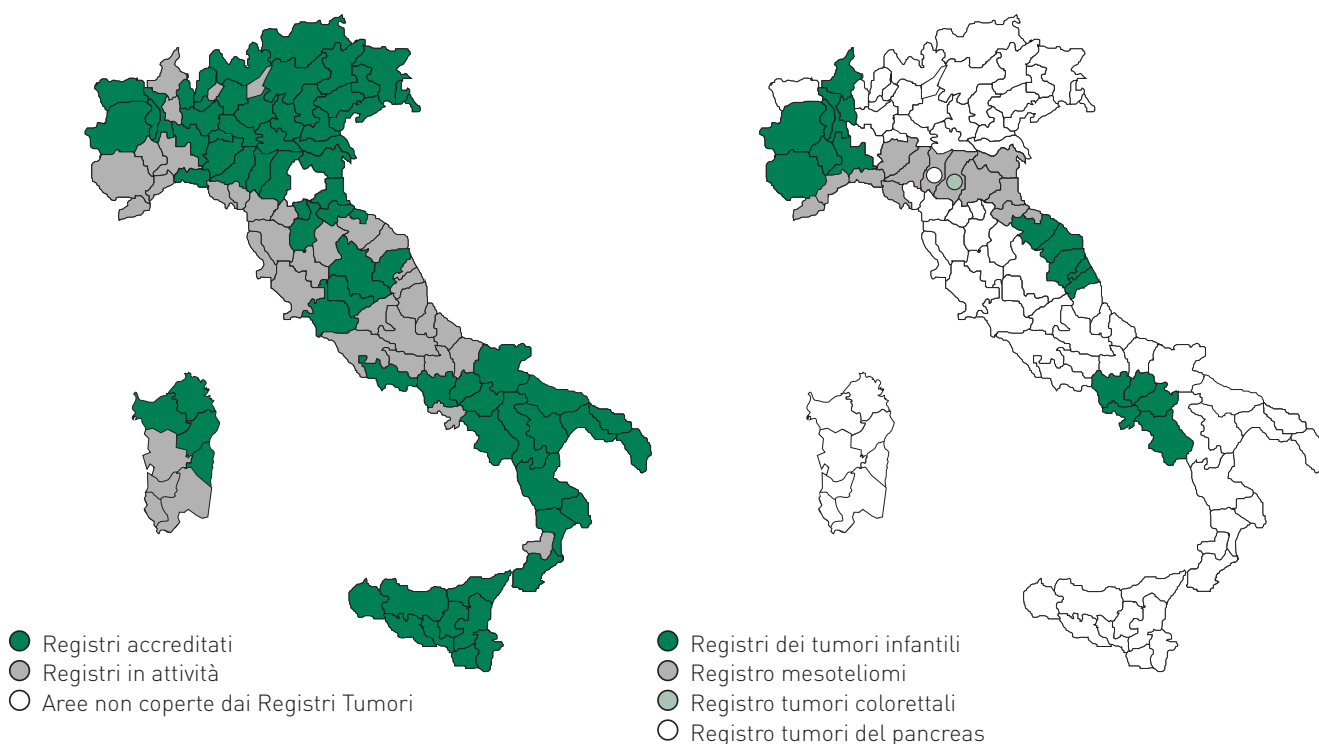 Registri accreditati
Registri in attività
Aree non coperte dai Registri Tumori
Registri dei tumori infantili
Registro mesoteliomi
Registro tumori colorettali
Registro tumori del pancreas